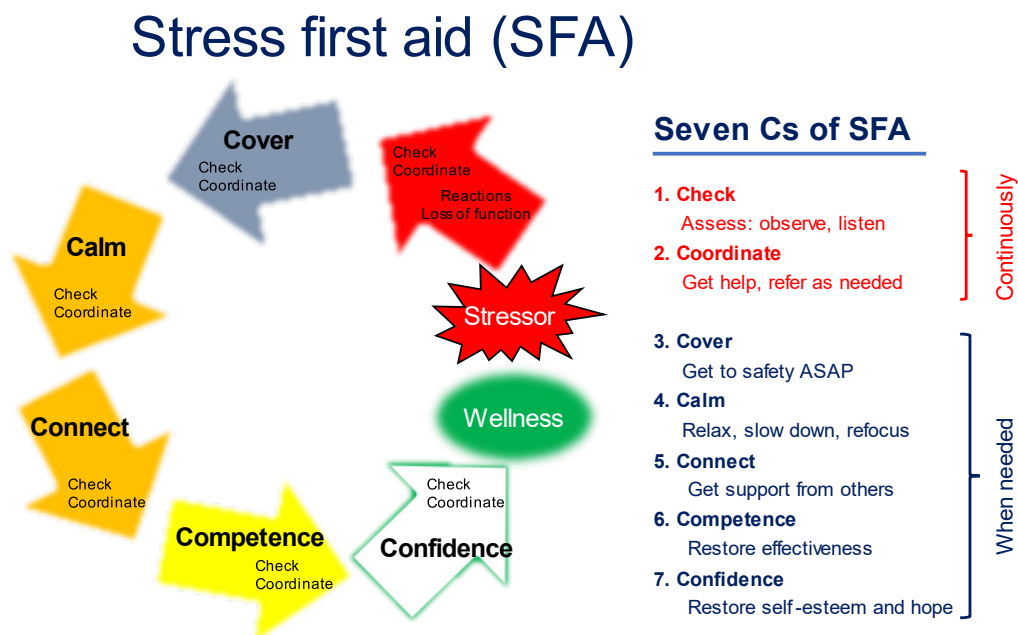 Stress first aid (SFA)
Cover
Check
Coordinate
Check
Coordinate
Reactions
Loss of function
Calm
Check
Coordinate
Stressor
Wellness
Connect
Check
Coordinate
Competence
Check
Coordinate
Check
Coordinate
Confidence
Seven Cs of SFA
1. Check
Assess: observe, listen
2. Coordinate
Get help, refer as needed
Continuously
3. Cover
Get to safety ASAP
4. Calm
Relax, slow down, refocus
5. Connect
Get support from others
6. Competence
Restore effectiveness
7. Confidence
Restore self-esteem and hope
When needed